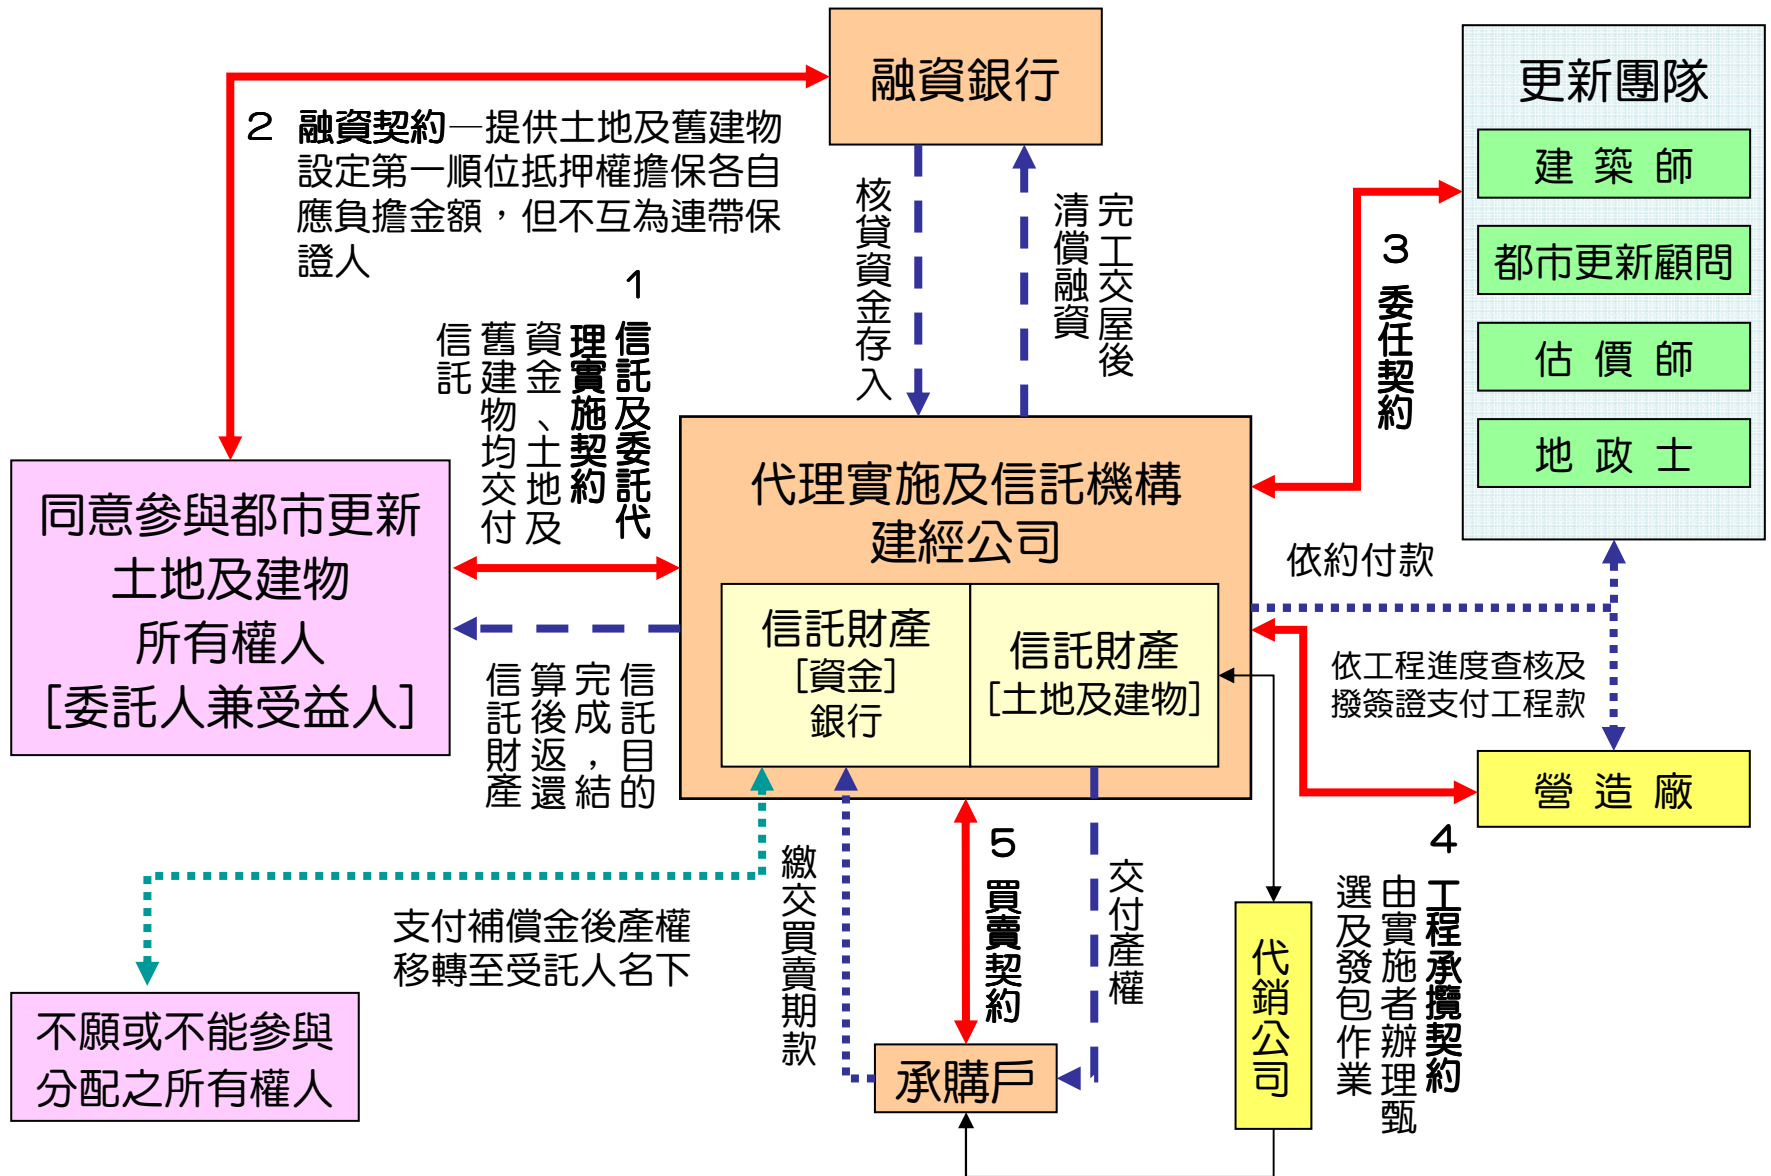 融資銀行
更新團隊
建築師
都市更新顧問
估價師
地政士
2 融資契約—提供土地及舊建物
設定第一順位抵押權擔保各自
應負擔金額，但不互為連帶保
證人
核貸資金存入
完工交屋後
清償融資
3 委任契約
1 信託及委託代
理實施契約
資金、土地及
舊建物均交付
信託
同意參與都市更新
土地及建物
所有權人
[委託人兼受益人]
代理實施及信託機構
建經公司
信託財產
[資金]
銀行
信託財產
[土地及建物]
依約付款
依工程進度查核及
撥簽證支付工程款
營造廠
信託目的
完成，結
算後返還
信託財產
4 工程承攬契約
由實施者辦理甄
選及發包作業
支付補償金後產權
移轉至受託人名下
不願或不能參與
分配之所有權人
繳交買賣期款
5 買賣契約
交付產權
承購戶
代銷公司